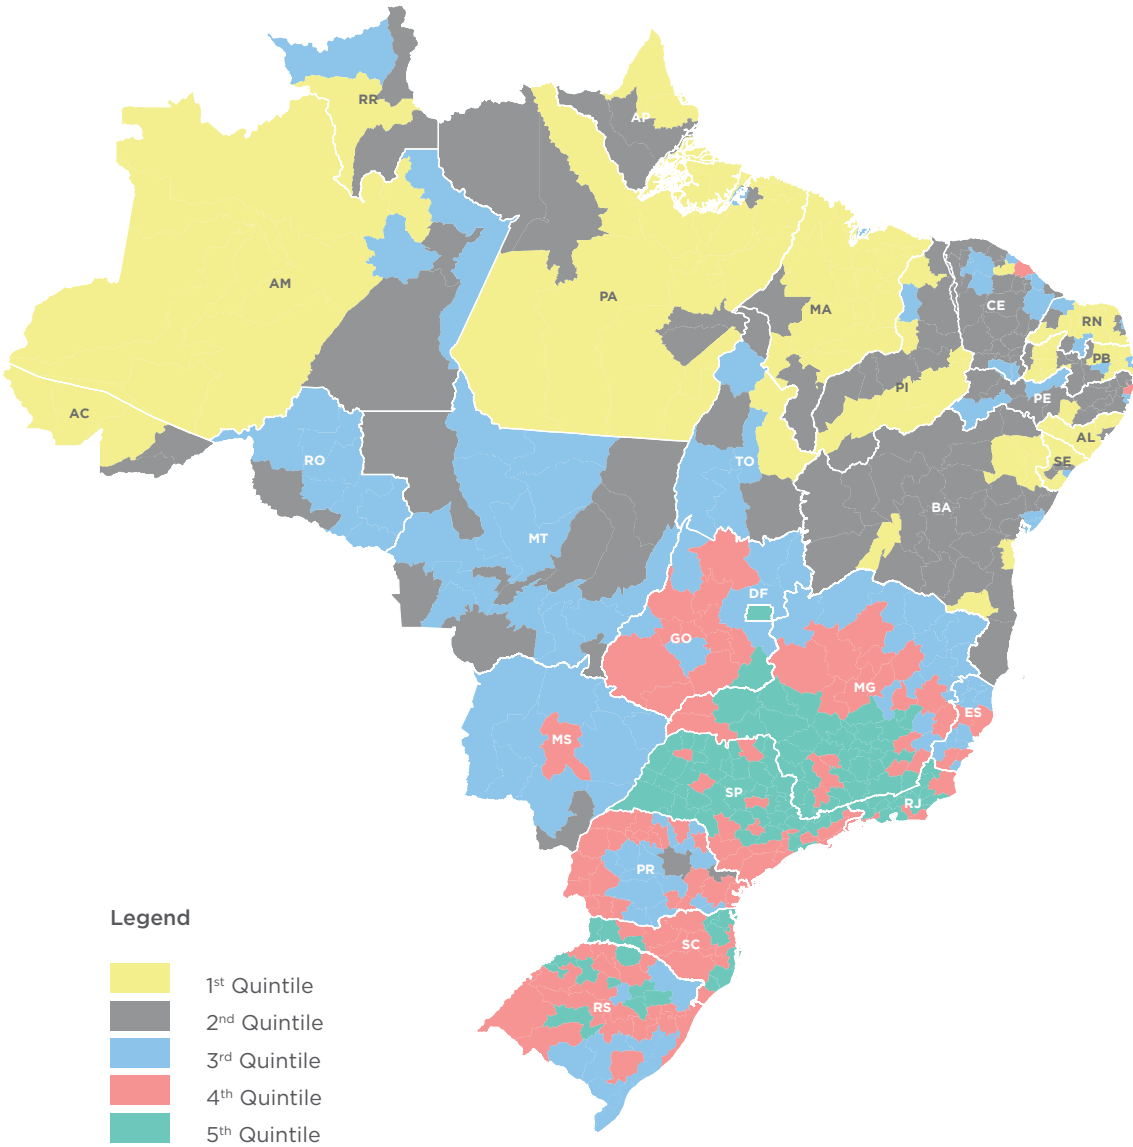 RR
AP
AM
PA
MA
CE
RN
PB
PI
PE
AC
AL
SE
RO
TO
BA
MT
DF
GO
MG
ES
MS
SP
RJ
PR
SC
RS
Legend
1st Quintile
2nd Quintile
3rd Quintile
4th Quintile
5th Quintile